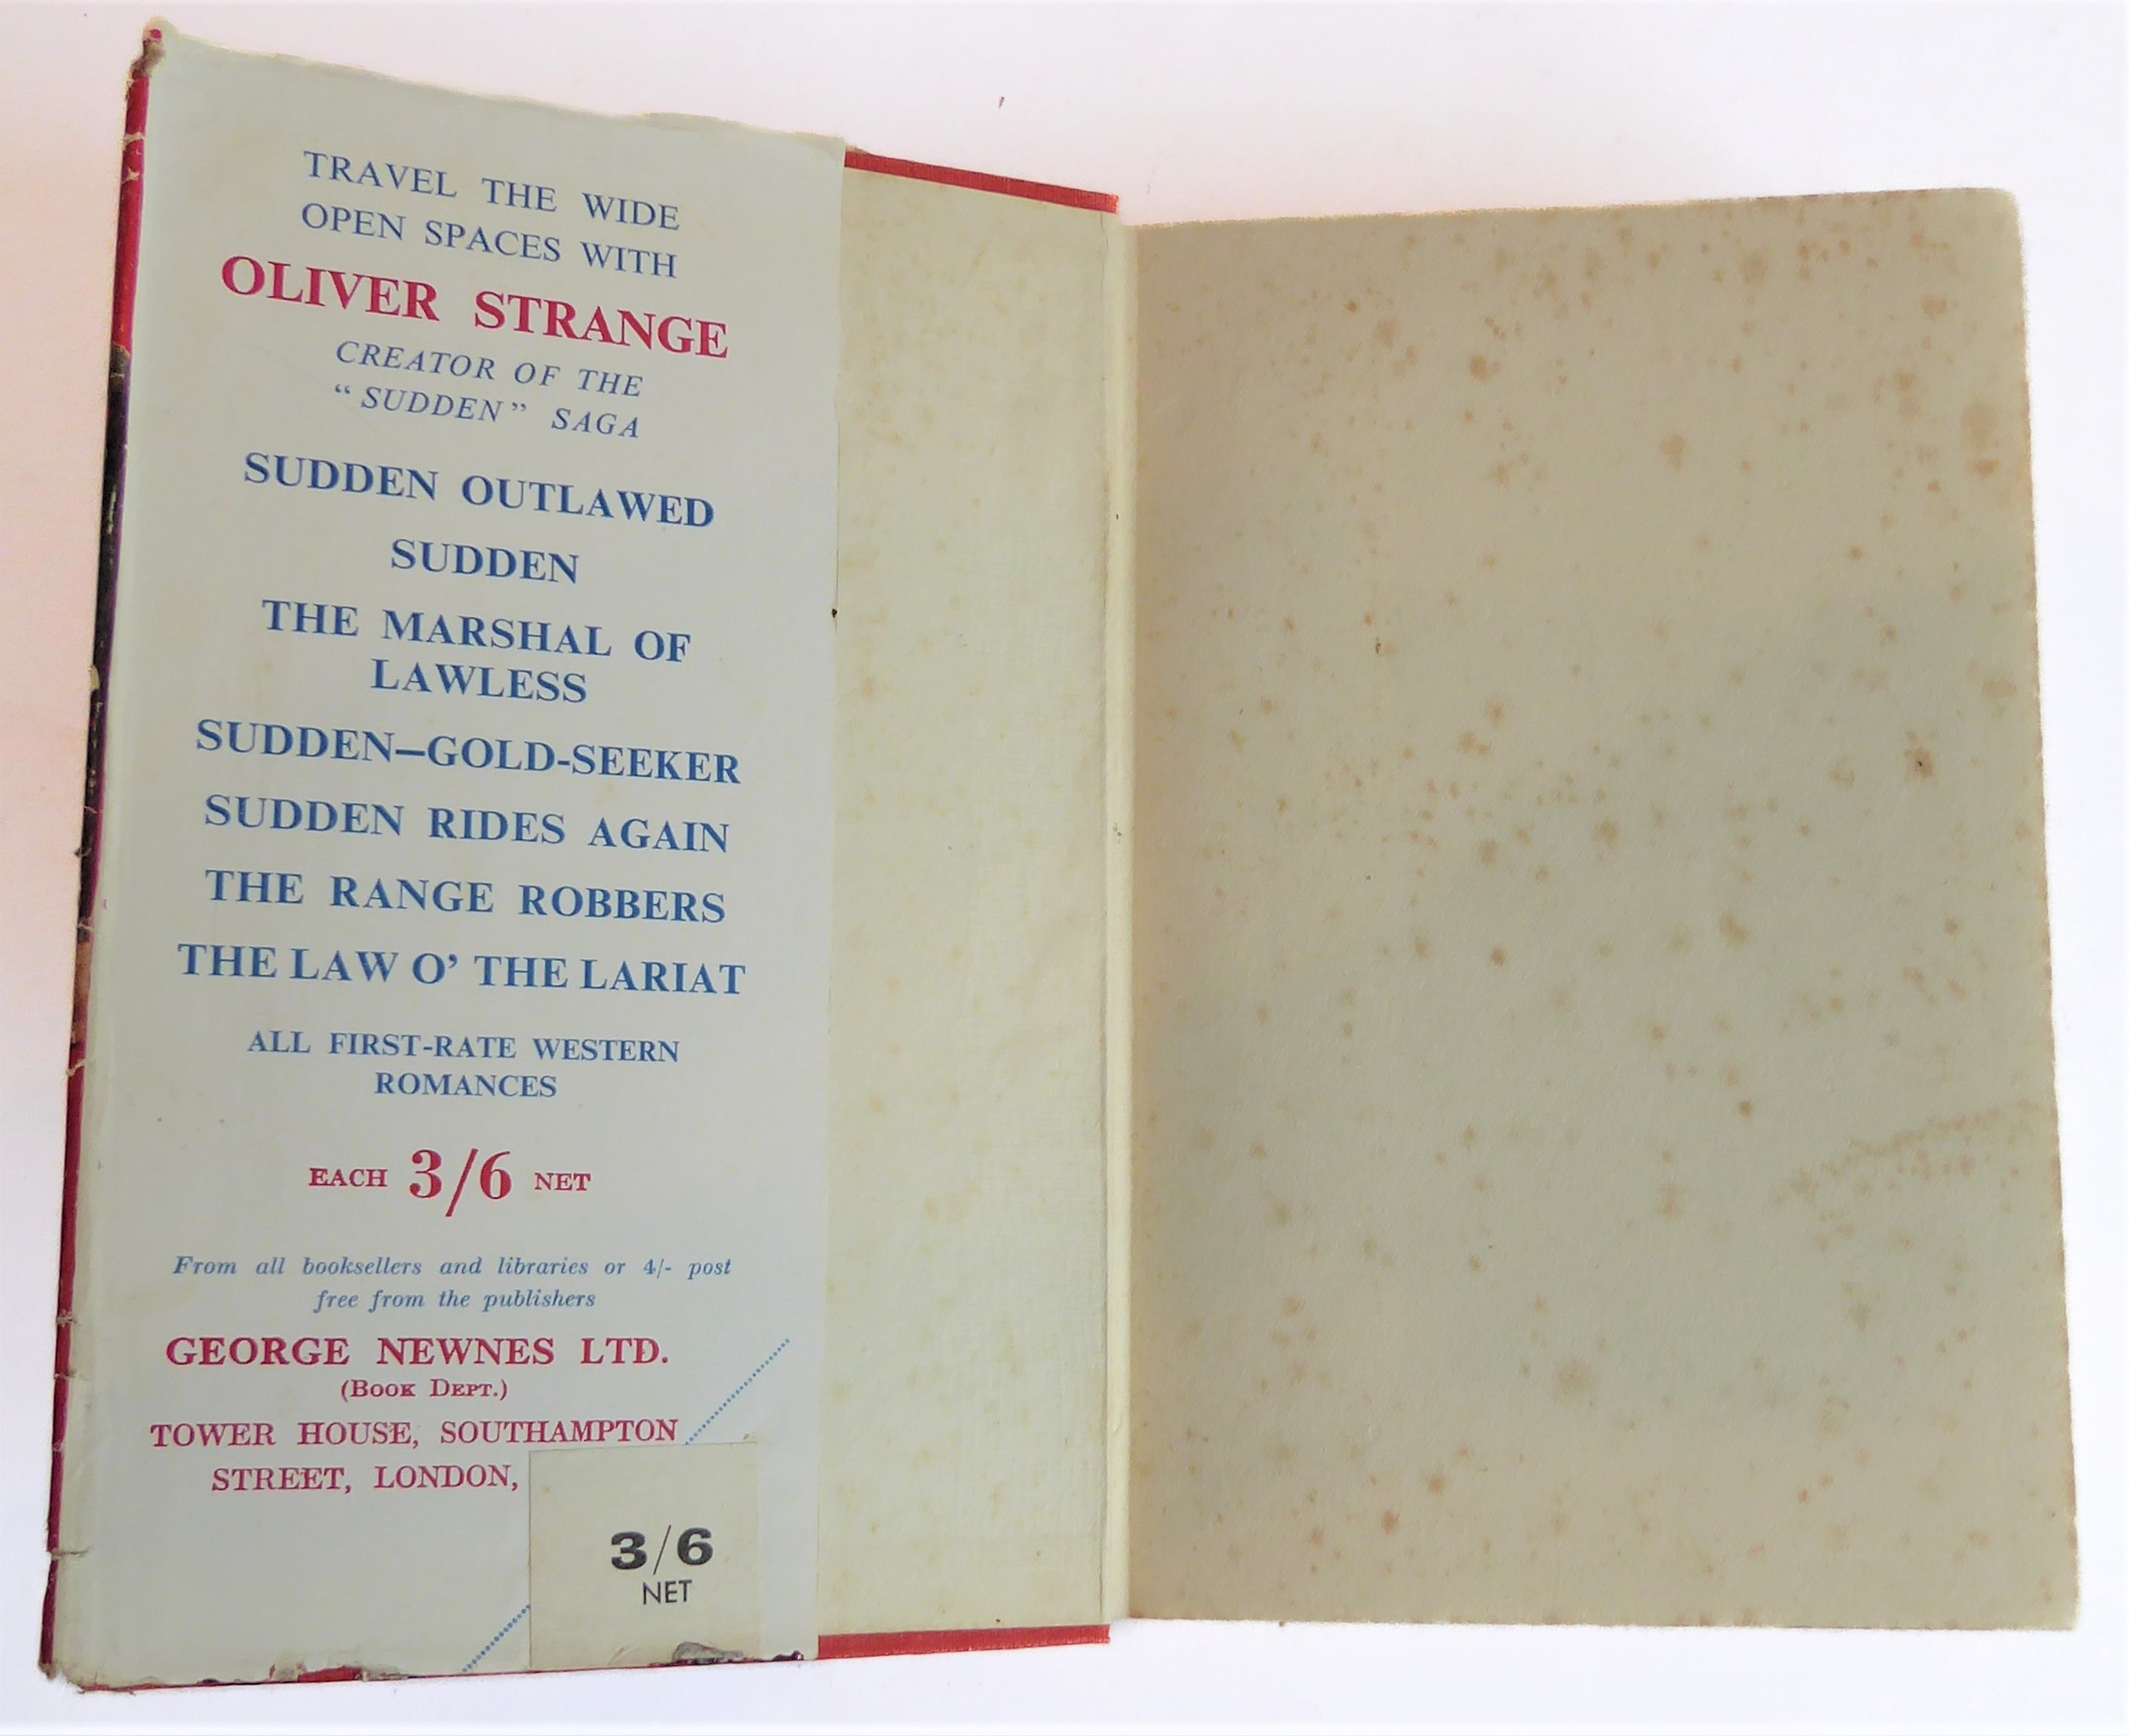 TRAVEL THE WIDE
OPEN SPACES WITH
OLIVER STRANGE
CREATOR OF THE
“SUDDEN” SAGA
SUDDEN OUTLAWED
SUDDEN
THE MARSHAL OF
LAWLESS
SUDDEN—GOLD-SEEKER
SUDDEN RIDES AGAIN
THE RANGE ROBBERS
THE LAW O’ THE LARIAT
ALL FIRST-RATE WESTERN
ROMANCES
EACH 3/6 NET
From all booksellers and libraries or 4/- post
free from the publishers
GEORGE NEWNES LTD.
(BOOK DEPT.)
TOWER HOUSE, SOUTHAMPTON
STREET, LONDON,
3/6
NET